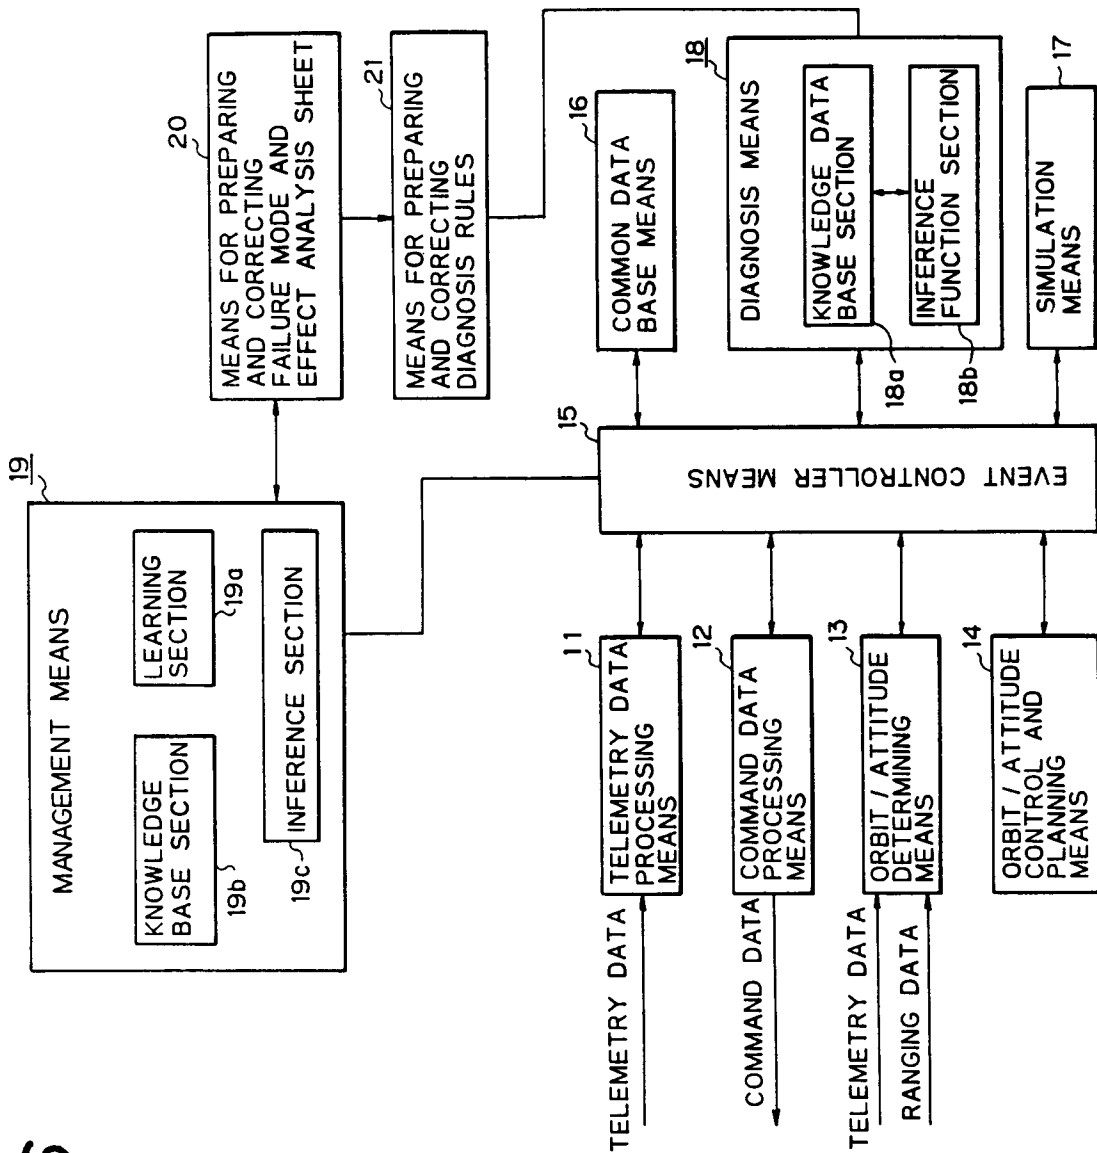 19
MANAGEMENT MEANS
KNOWLEDGE
BASE SECTION
19b
LEARNING
SECTION
19a
INFERENCE SECTION
19c
20
MEANS FOR PREPARING
AND CORRECTING
FAILURE MODE AND
EFFECT ANALYSIS SHEET
21
MEANS FOR PREPARING
AND CORRECTING
DIAGNOSIS RULES
15
EVENT CONTROLLER MEANS
16
COMMON DATA
BASE MEANS
18
DIAGNOSIS MEANS
KNOWLEDGE DATA
BASE SECTION
18a
INFERENCE
FUNCTION SECTION
18b
17
SIMULATION
MEANS
TELEMETRY DATA
11
TELEMETRY DATA
PROCESSING
MEANS
COMMAND DATA
12
COMMAND DATA
PROCESSING
MEANS
TELEMETRY DATA
RANGING DATA
13
ORBIT / ATTITUDE
DETERMINING
MEANS
14
ORBIT / ATTITUDE
CONTROL AND
PLANNING
MEANS